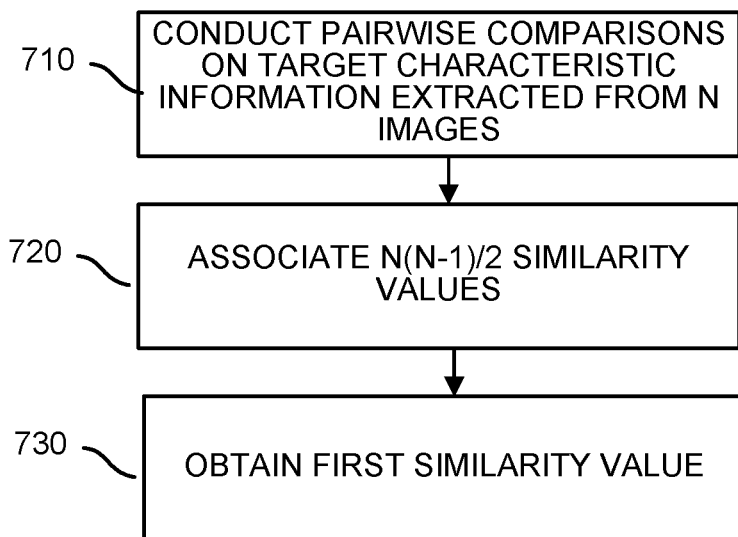 710
CONDUCT PAIRWISE COMPARISONS
ON TARGET CHARACTERISTIC
INFORMATION EXTRACTED FROM N
IMAGES
720
ASSOCIATE N(N-1)/2 SIMILARITY
VALUES
730
OBTAIN FIRST SIMILARITY VALUE